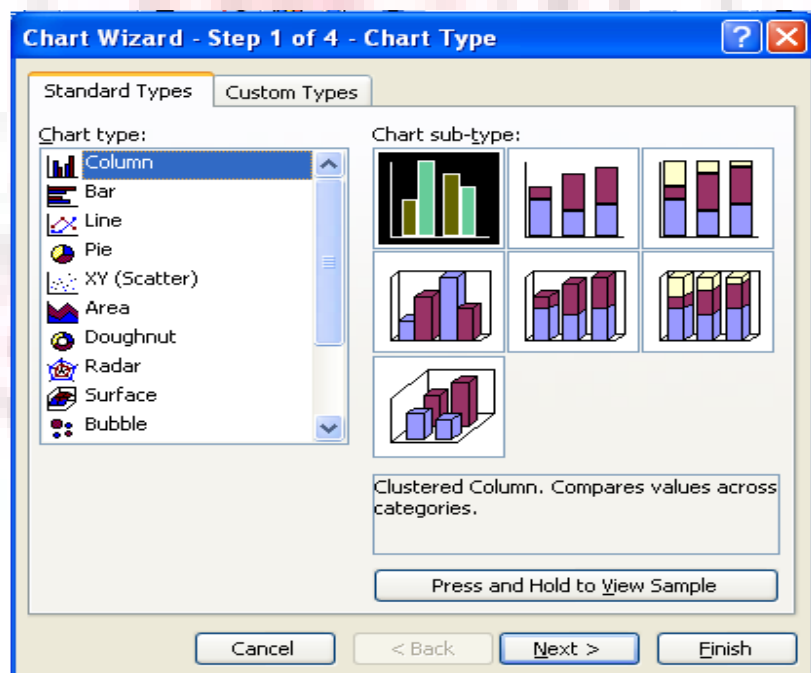 Chart Wizard - Step 1 of 4 - Chart Type
Standard Types
Custom Types
Chart type:
Column
Bar
Line
Pie
XY (Scatter)
Area
Doughnut
Radar
Surface
Bubble
Chart sub-type:
Clustered Column. Compares values across
categories.
Press and Hold to View Sample
Cancel
< Back
Next >
Finish